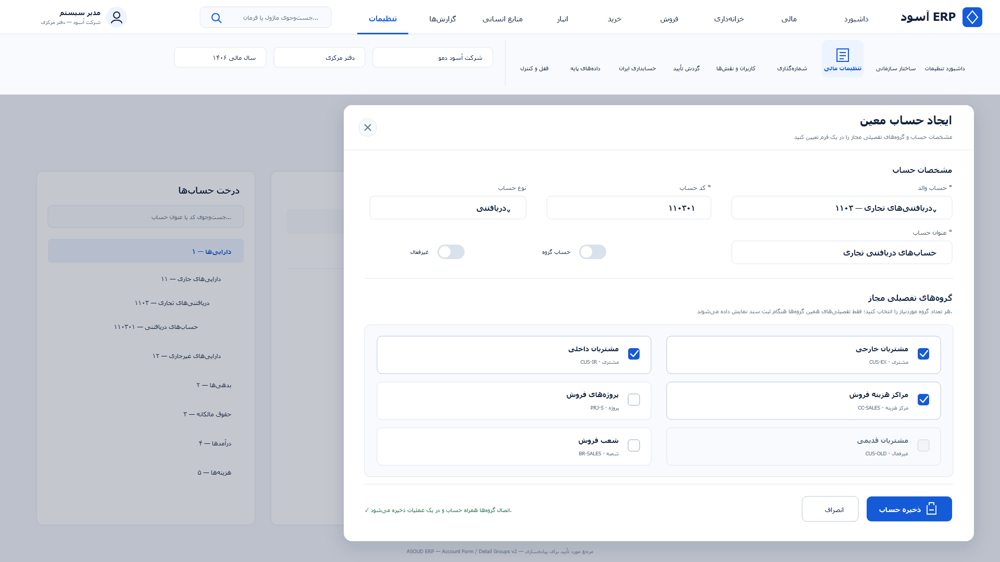 آسود ERP
داشبورد
مالی
خزانه‌داری
فروش
خرید
انبار
منابع انسانی
گزارش‌ها
تنظیمات
جست‌وجوی ماژول یا فرمان...
مدیر سیستم
شرکت آسود — دفتر مرکزی
داشبورد تنظیمات
ساختار سازمانی
تنظیمات مالی
شماره‌گذاری
کاربران و نقش‌ها
گردش تأیید
حسابداری ایران
داده‌های پایه
قفل و کنترل
شرکت آسود دمو
دفتر مرکزی
سال مالی ۱۴۰۶
ایجاد حساب معین
مشخصات حساب و گروه‌های تفصیلی مجاز را در یک فرم تعیین کنید
مشخصات حساب
* حساب والد
* کد حساب
نوع حساب
دریافتنی‌های تجاری — ۱۱۰۳
۱۱۰۳۰۱
دریافتنی
* عنوان حساب
حساب‌های دریافتنی تجاری
حساب گروه
غیرفعال
گروه‌های تفصیلی مجاز
هر تعداد گروه موردنیاز را انتخاب کنید؛ فقط تفصیلی‌های همین گروه‌ها هنگام ثبت سند نمایش داده می‌شوند.
مشتریان خارجی
مشتری · CUS-EX
مشتریان داخلی
مشتری · CUS-IR
مراکز هزینه فروش
مرکز هزینه · CC-SALES
پروژه‌های فروش
پروژه · PRJ-S
مشتریان قدیمی
غیرفعال · CUS-OLD
شعب فروش
شعبه · BR-SALES
ذخیره حساب
انصراف
✓ اتصال گروه‌ها همراه حساب و در یک عملیات ذخیره می‌شود.
درخت حساب‌ها
جست‌وجوی کد یا عنوان حساب...
دارایی‌ها — ۱
دارایی‌های جاری — ۱۱
دریافتنی‌های تجاری — ۱۱۰۳
حساب‌های دریافتنی — ۱۱۰۳۰۱
دارایی‌های غیرجاری — ۱۲
بدهی‌ها — ۲
حقوق مالکانه — ۳
درآمدها — ۴
هزینه‌ها — ۵
ASOUD ERP — Account Form / Detail Groups v2 — مرجع مورد تأیید برای پیاده‌سازی